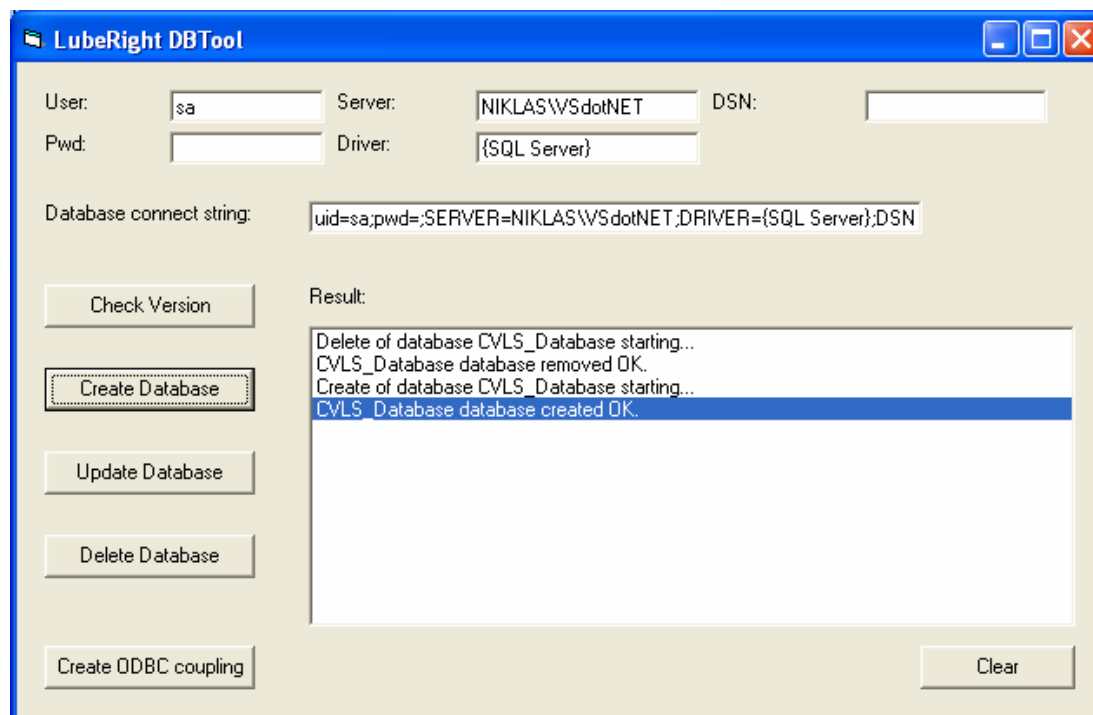 LubeRight DBTool
User: sa Server: NIKLAS\VSdotNET DSN:
Pwd: Driver: {SQL Server}
Database connect string: uid=sa;pwd=;SERVER=NIKLAS\VSdotNET;DRIVER={SQL Server};DSN
Check Version
Result:
Delete of database CVLS_Database starting...
CVLS_Database database removed OK.
Create of database CVLS_Database starting...
CVLS_Database database created OK.
Create Database
Update Database
Delete Database
Create ODBC coupling
Clear